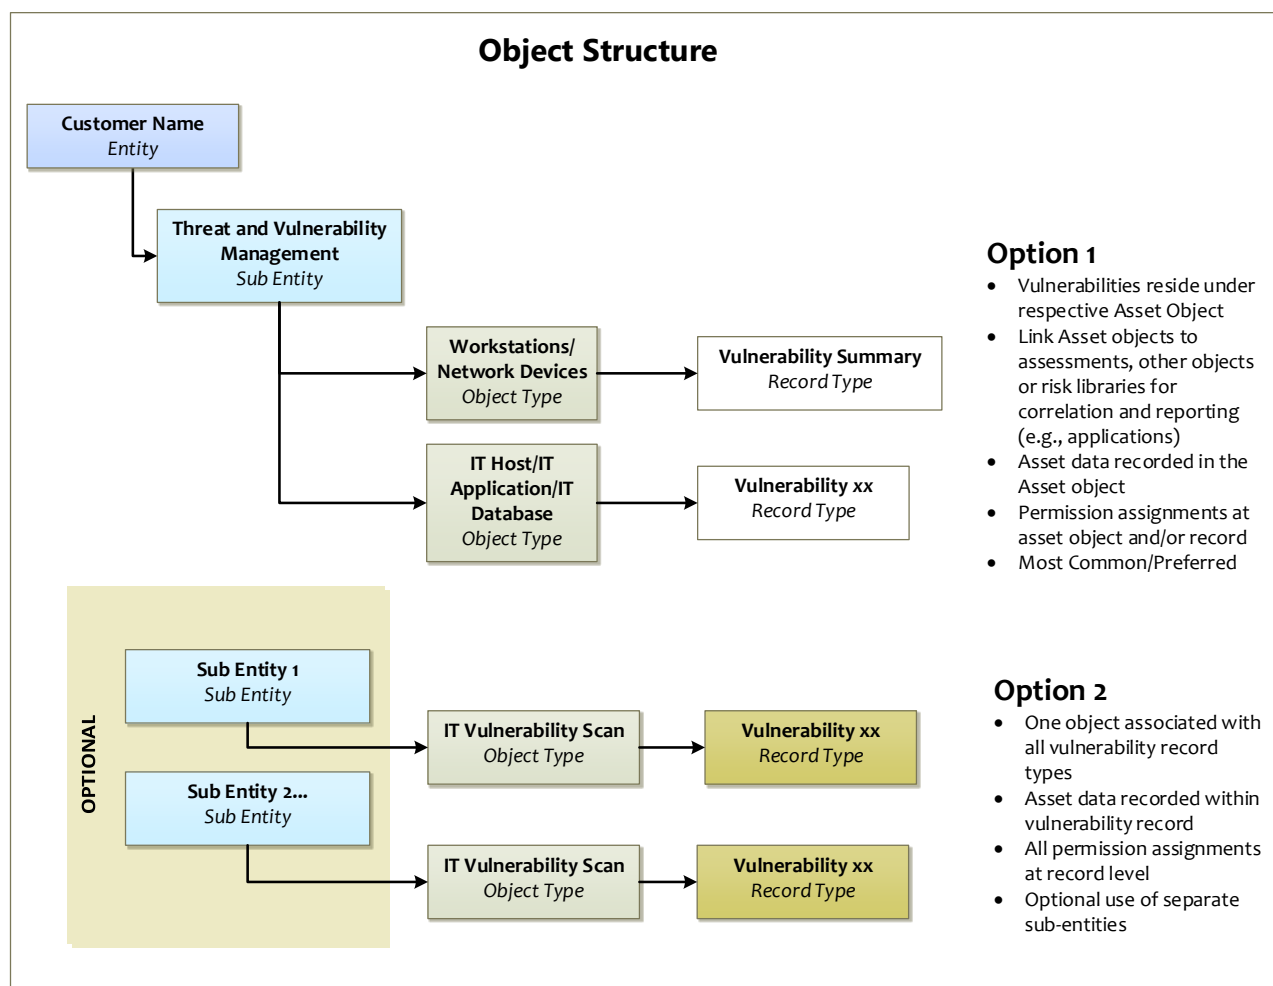 Object Structure
Customer Name
Entity
Threat and Vulnerability
Management
Sub Entity
Workstations/
Network Devices
Object Type
Vulnerability Summary
Record Type
IT Host/IT
Application/IT
Database
Object Type
Vulnerability xx
Record Type
Option 1
• Vulnerabilities reside under
respective Asset Object
• Link Asset objects to
assessments, other objects
or risk libraries for
correlation and reporting
(e.g., applications)
• Asset data recorded in the
Asset object
• Permission assignments at
asset object and/or record
• Most Common/Preferred
OPTIONAL
Sub Entity 1
Sub Entity
IT Vulnerability Scan
Object Type
Vulnerability xx
Record Type
Sub Entity 2...
Sub Entity
IT Vulnerability Scan
Object Type
Vulnerability xx
Record Type
Option 2
• One object associated with
all vulnerability record
types
• Asset data recorded within
vulnerability record
• All permission assignments
at record level
• Optional use of separate
sub-entities